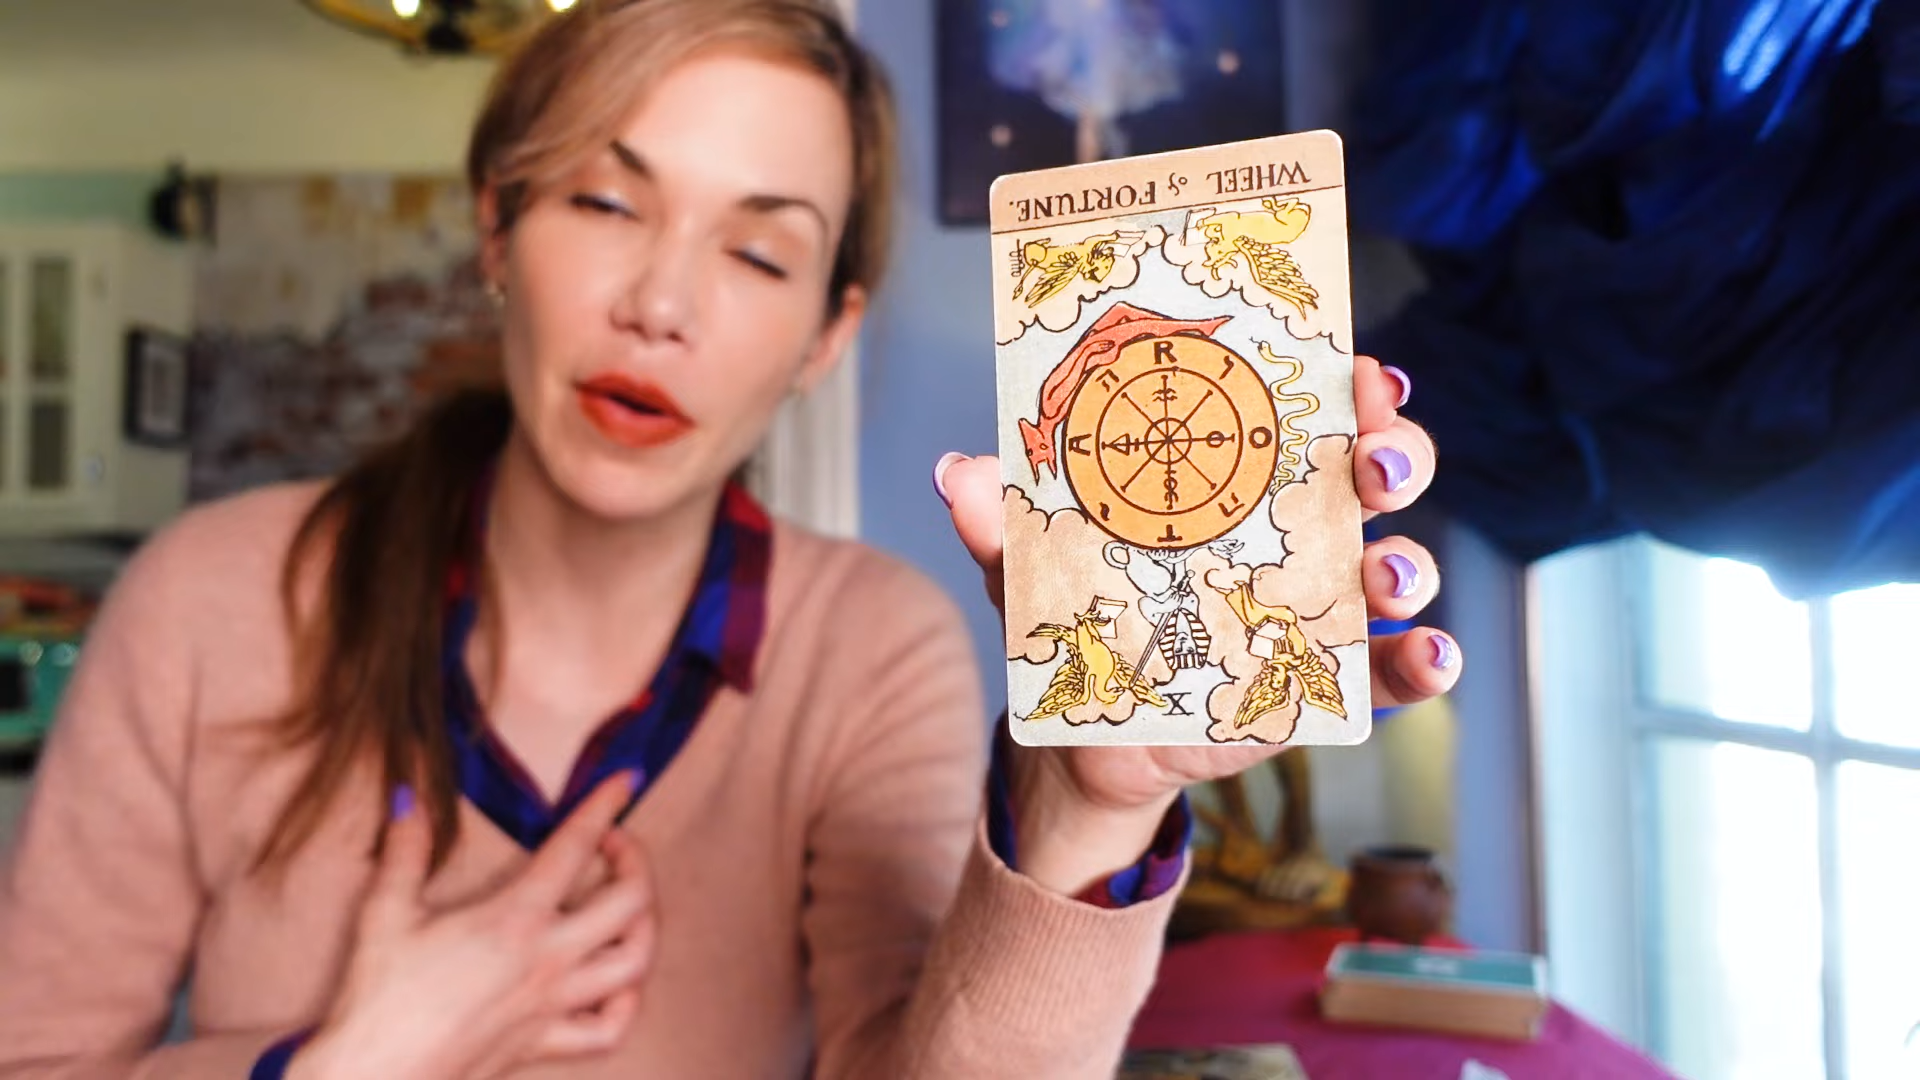 WHEEL of FORTUNE.
R
ר
O
ו
T
י
A
ה
X